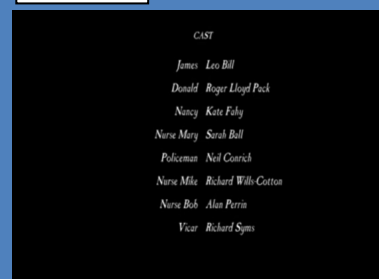 CAST
James Leo Bill
Donald Roger Lloyd Pack
Nancy Kate Fahy
Nurse Mary Sarah Ball
Policeman Neil Conrich
Nurse Mike Richard Wills-Cotton
Nurse Bob Alan Perrin
Vicar Richard Syms